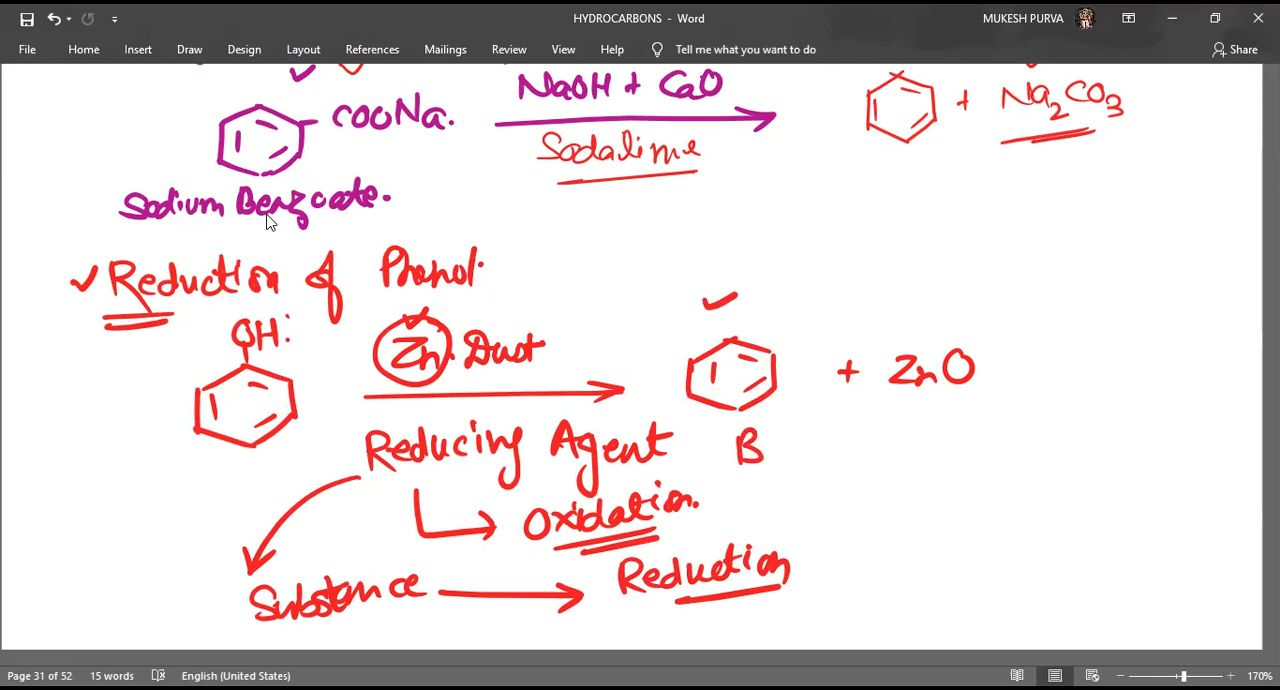 HYDROCARBONS - Word
MUKESH PURVA
File Home Insert Draw Design Layout References Mailings Review View Help Tell me what you want to do Share
COONa.
NaOH + CaO
+ Na2CO3
Sodalime
Sodium Benzoate.
Reduction of Phenol.
OH:
Zn Dust
+ ZnO
Reducing Agent
B
Oxidation.
Substance
Reduction
Page 31 of 52 15 words English (United States) 170%